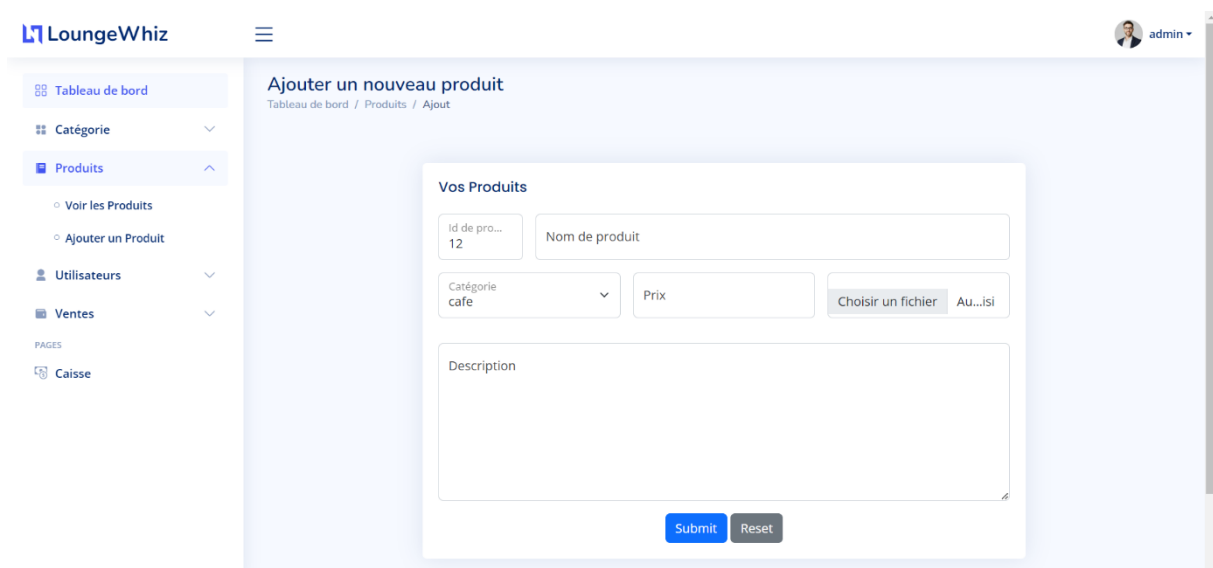 LoungeWhiz
admin
Tableau de bord
Catégorie
Produits
Voir les Produits
Ajouter un Produit
Utilisateurs
Ventes
PAGES
Caisse
Ajouter un nouveau produit
Tableau de bord / Produits / Ajout
Vos Produits
Id de pro...
12
Nom de produit
Catégorie
cafe
Prix
Choisir un fichier Au...isi
Description
Submit Reset